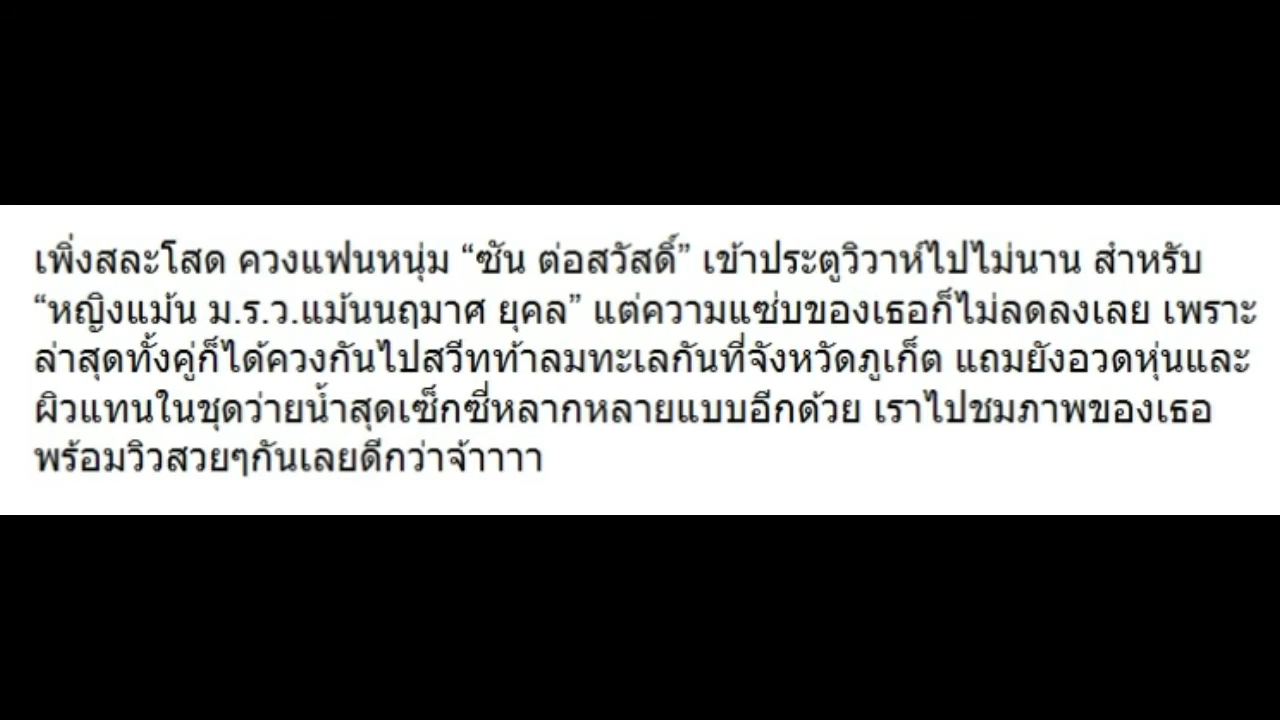 เพิ่งสละโสด ควงแฟนหนุ่ม “ซัน ต่อสวัสดิ์” เข้าประตูวิวาห์ไปไม่นาน สำหรับ
“หญิงแม้น ม.ร.ว.แม้นนฤมาศ ยุคล” แต่ความแซ่บของเธอก็ไม่ลดลงเลย เพราะ
ล่าสุดทั้งคู่ก็ได้ควงกันไปสวีทท้าลมทะเลกันที่จังหวัดภูเก็ต แถมยังอวดหุ่นและ
ผิวแทนในชุดว่ายน้ำสุดเซ็กซี่หลากหลายแบบอีกด้วย เราไปชมภาพของเธอ
พร้อมวิวสวยๆกันเลยดีกว่าจ้าาาา